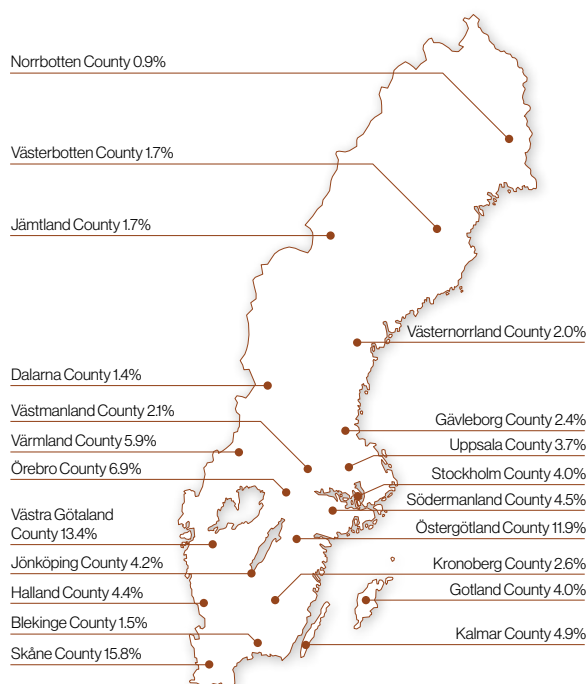 Norrbotten County 0.9%
Västerbotten County 1.7%
Jämtland County 1.7%
Västernorrland County 2.0%
Dalarna County 1.4%
Västmanland County 2.1%
Värmland County 5.9%
Örebro County 6.9%
Västra Götaland
County 13.4%
Jönköping County 4.2%
Halland County 4.4%
Blekinge County 1.5%
Skåne County 15.8%
Gävleborg County 2.4%
Uppsala County 3.7%
Stockholm County 4.0%
Södermanland County 4.5%
Östergötland County 11.9%
Kronoberg County 2.6%
Gotland County 4.0%
Kalmar County 4.9%